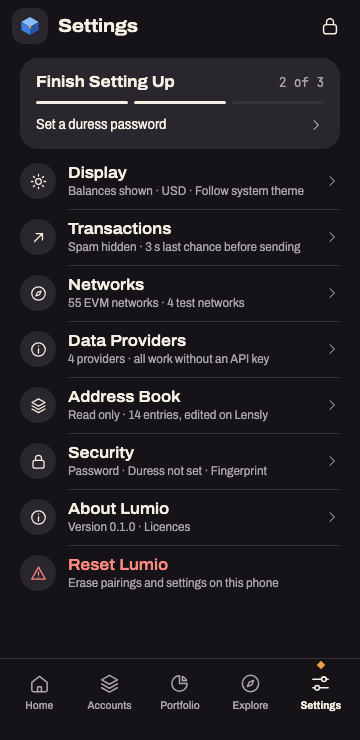 Settings
Finish Setting Up
2 of 3
Set a duress password
Display
Balances shown · USD · Follow system theme
Transactions
Spam hidden · 3 s last chance before sending
Networks
55 EVM networks · 4 test networks
Data Providers
4 providers · all work without an API key
Address Book
Read only · 14 entries, edited on Lensly
Security
Password · Duress not set · Fingerprint
About Lumio
Version 0.1.0 · Licences
Reset Lumio
Erase pairings and settings on this phone
Home
Accounts
Portfolio
Explore
Settings